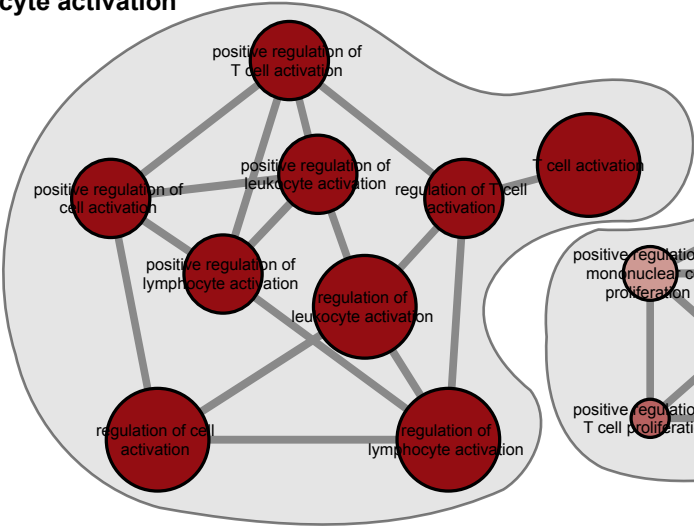 cyte activation
positive regulation of
T cell activation
positive regulation of
leukocyte activation
T cell activation
positive regulation of
cell activation
regulation of T cell
activation
positive regulation of
lymphocyte activation
regulation of
leukocyte activation
positive regulatio
mononuclear c
proliferation
positive regulatio
T cell proliferati
regulation of cell
activation
regulation of
lymphocyte activation